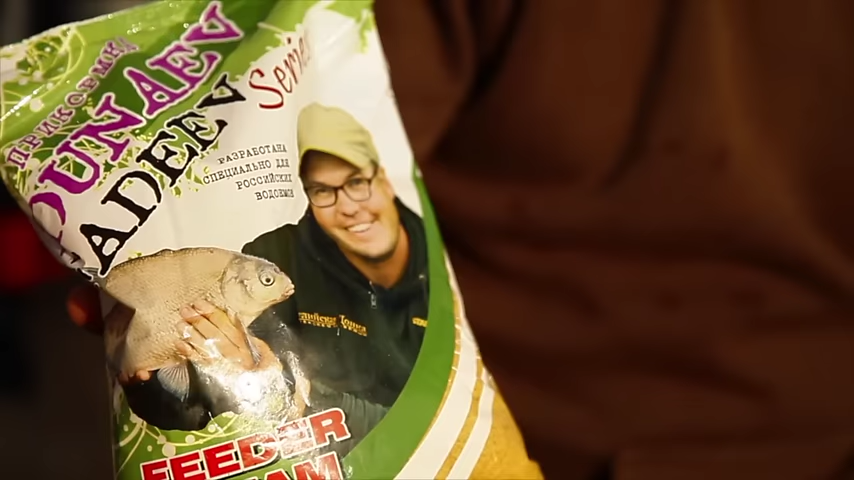 ПРИКОРМКА
DUNAEV
FADEEV
Series
РАЗРАБОТАНА
СПЕЦИАЛЬНО ДЛЯ
РОССИЙСКИХ
ВОДОЕМОВ
FEEDER